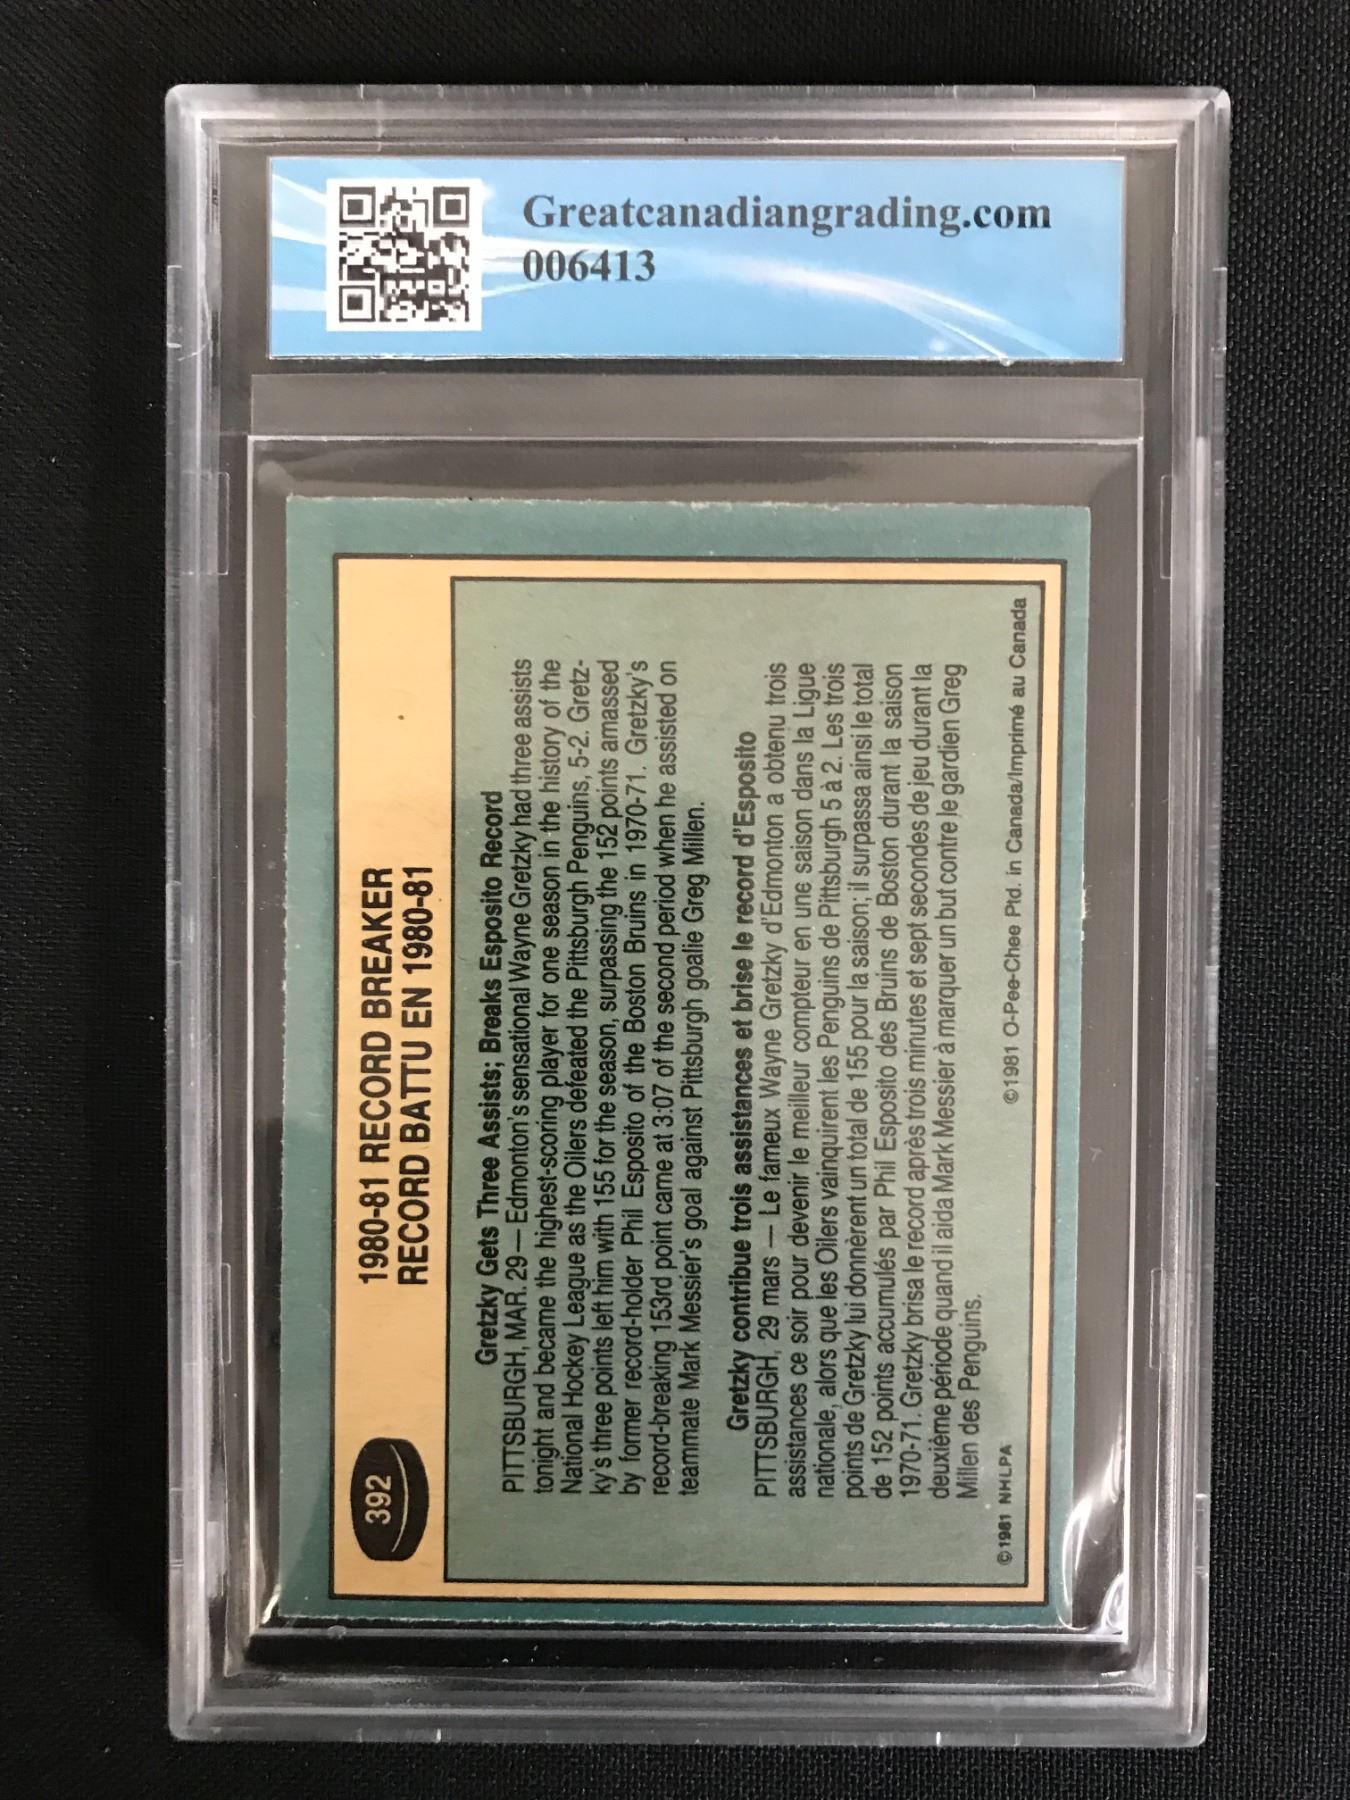 Greatcanadiangrading.com
006413
392
1980-81 RECORD BREAKER
RECORD BATTU EN 1980-81
Gretzky Gets Three Assists; Breaks Esposito Record
PITTSBURGH, MAR. 29 — Edmonton's sensational Wayne Gretzky had three assists
tonight and became the highest-scoring player for one season in the history of the
National Hockey League as the Oilers defeated the Pittsburgh Penguins, 5-2. Gretz-
ky's three points left him with 155 for the season, surpassing the 152 points amassed
by former record-holder Phil Esposito of the Boston Bruins in 1970-71. Gretzky's
record-breaking 153rd point came at 3:07 of the second period when he assisted on
teammate Mark Messier's goal against Pittsburgh goalie Greg Millen.
Gretzky contribue trois assistances et brise le record d'Esposito
PITTSBURGH, 29 mars — Le fameux Wayne Gretzky d'Edmonton a obtenu trois
assistances ce soir pour devenir le meilleur compteur en une saison dans la Ligue
nationale, alors que les Oilers vainquirent les Penguins de Pittsburgh 5 à 2. Les trois
points de Gretzky lui donnèrent un total de 155 pour la saison; il surpassa ainsi le total
de 152 points accumulés par Phil Esposito des Bruins de Boston durant la saison
1970-71. Gretzky brisa le record après trois minutes et sept secondes de jeu durant la
deuxième période quand il aida Mark Messier à marquer un but contre le gardien Greg
Millen des Penguins.
©1981 NHLPA ©1981 O-Pee-Chee Ptd. in Canada/Imprimé au Canada